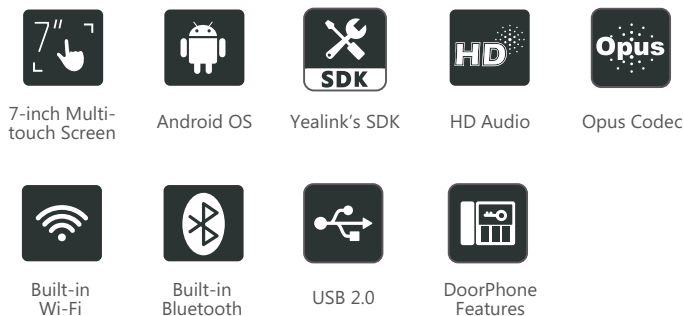 7"
SDK
HD
Opus
7-inch Multi-
touch Screen
Android OS
Yealink's SDK
HD Audio
Opus Codec
Built-in
Wi-Fi
Built-in
Bluetooth
USB 2.0
DoorPhone
Features